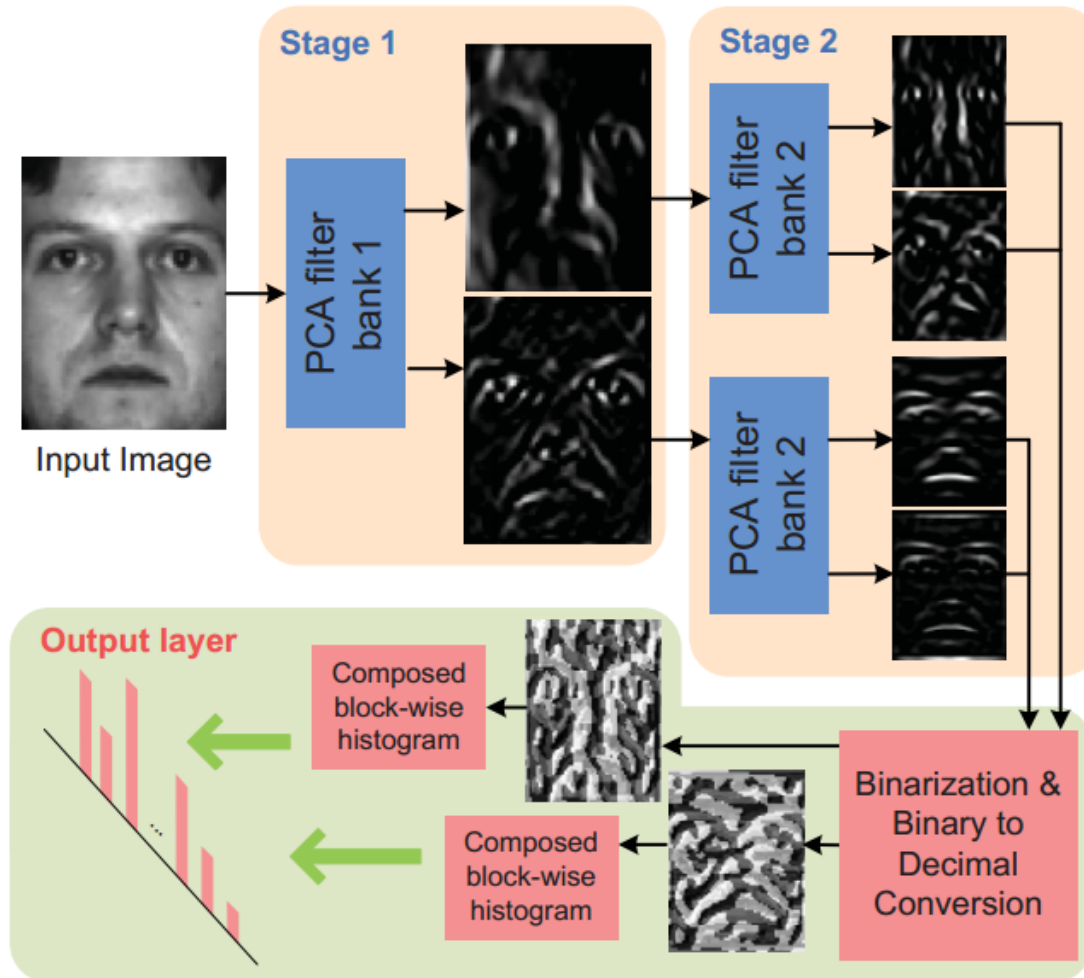 Stage 1
Stage 2
Input Image
PCA filter
bank 1
PCA filter
bank 2
PCA filter
bank 2
Output layer
Composed
block-wise
histogram
Composed
block-wise
histogram
...
Binarization &
Binary to
Decimal
Conversion